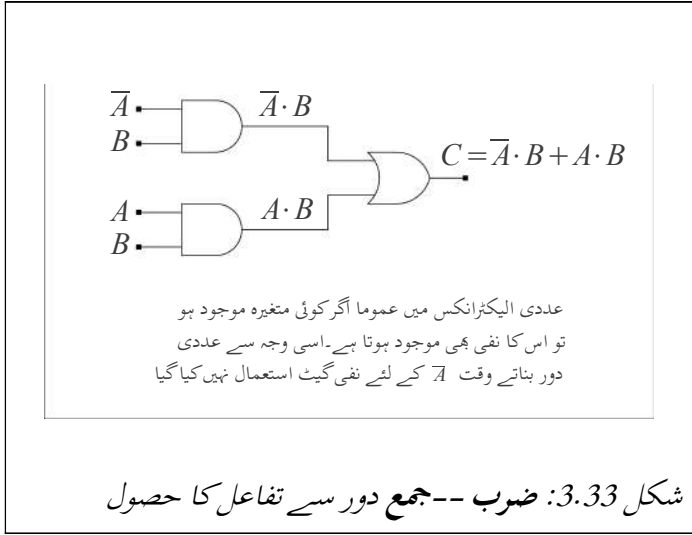 A̅
A̅·B
B
C=A̅·B+A·B
A
A·B
B
عددی الیکٹرانکس میں عموما اگر کوئی متغیرہ موجود ہو
تو اس کا نفی بھی موجود ہوتا ہے۔اسی وجہ سے عددی
دور بناتے وقت A̅ کے لئے نفی گیٹ استعمال نہیں کیا گیا
شکل 3.33: ضرب --جمع دور سے تفاعل کا حصول